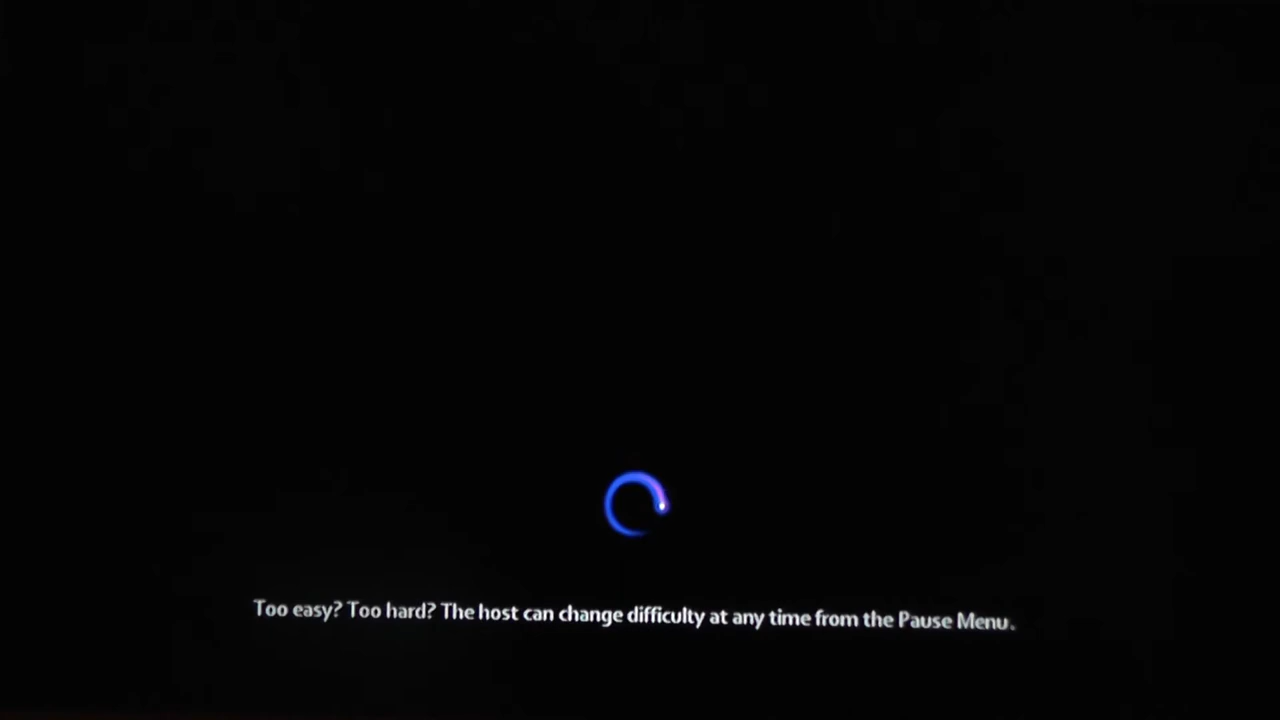 Too easy? Too hard? The host can change difficulty at any time from the Pause Menu.